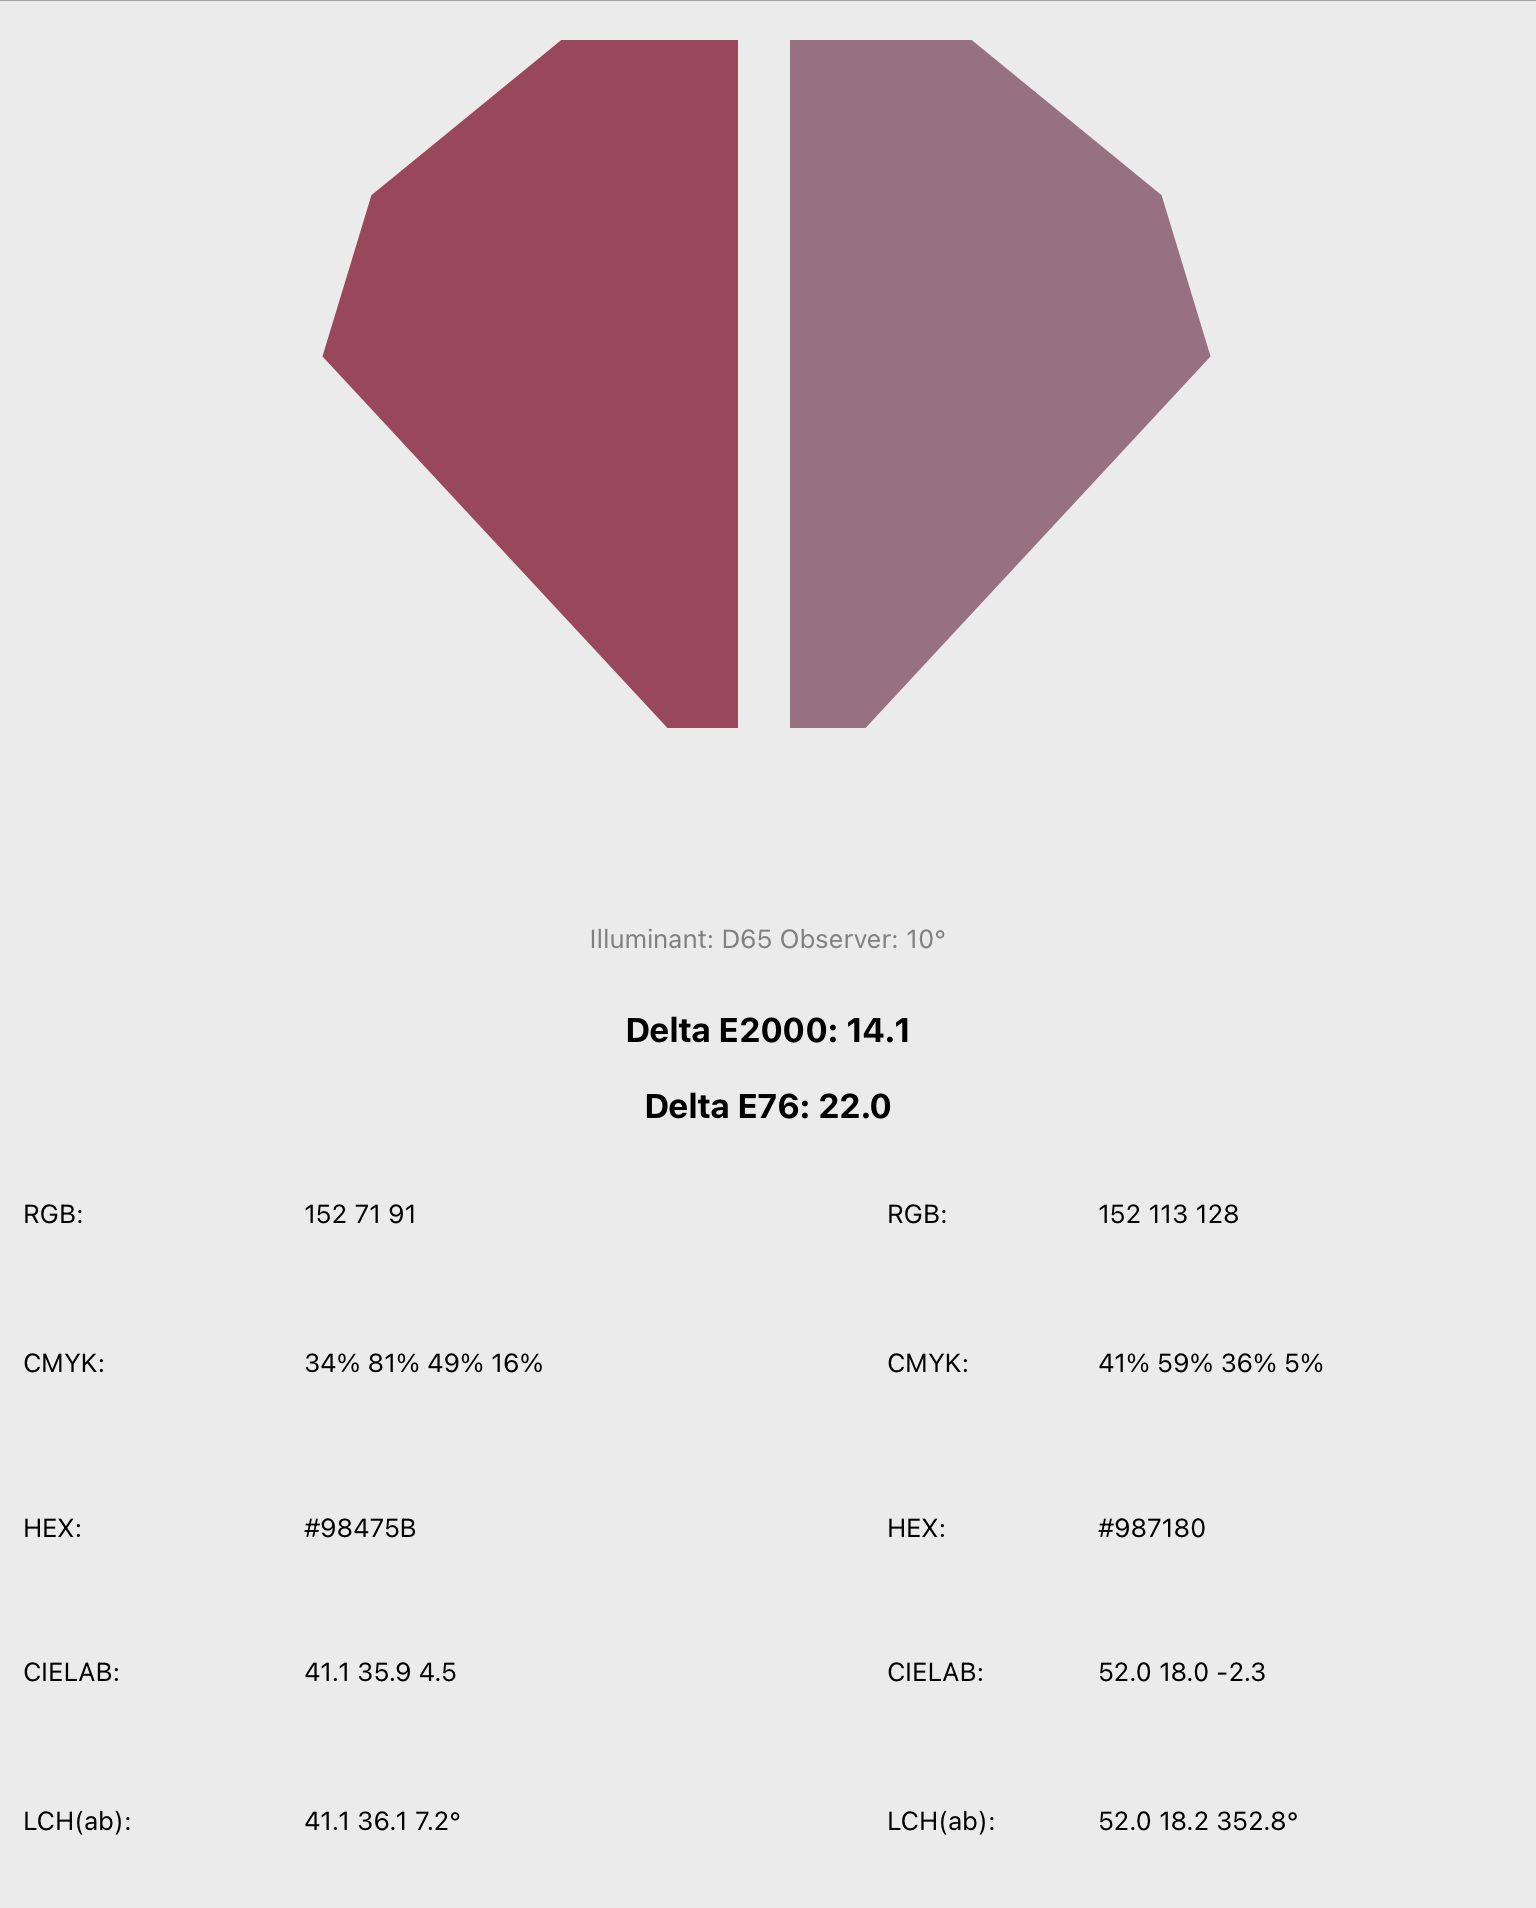 Illuminant: D65 Observer: 10°
Delta E2000: 14.1
Delta E76: 22.0
RGB: 152 71 91 RGB: 152 113 128
CMYK: 34% 81% 49% 16% CMYK: 41% 59% 36% 5%
HEX: #98475B HEX: #987180
CIELAB: 41.1 35.9 4.5 CIELAB: 52.0 18.0 -2.3
LCH(ab): 41.1 36.1 7.2° LCH(ab): 52.0 18.2 352.8°